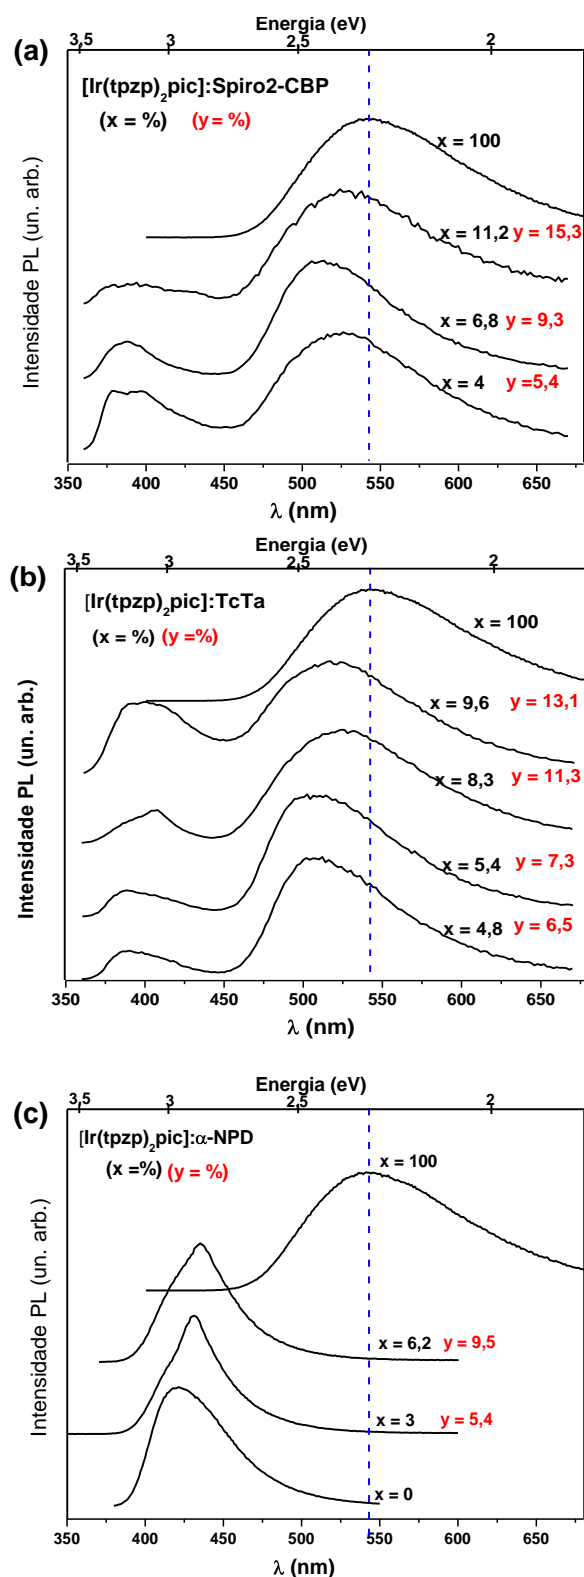 Energia (eV)
3,5 3 2,5 2
(a)
[Ir(tpzp)₂pic]:Spiro2-CBP
(x = %) (y = %)
x = 100
x = 11,2 y = 15,3
x = 6,8 y = 9,3
x = 4 y =5,4
Intensidade PL (un. arb.)
350 400 450 500 550 600 650
λ (nm)
Energia (eV)
3,5 3 2,5 2
(b)
[Ir(tpzp)₂pic]:TcTa
(x = %) (y =%)
x = 100
x = 9,6 y = 13,1
x = 8,3 y = 11,3
x = 5,4 y = 7,3
x = 4,8 y = 6,5
Intensidade PL (un. arb.)
350 400 450 500 550 600 650
λ (nm)
Energia (eV)
3,5 3 2,5 2
(c)
[Ir(tpzp)₂pic]:α-NPD
(x =%) (y = %)
x = 100
x = 6,2 y = 9,5
x = 3 y = 5,4
x = 0
Intensidade PL (un. arb.)
350 400 450 500 550 600 650
λ (nm)